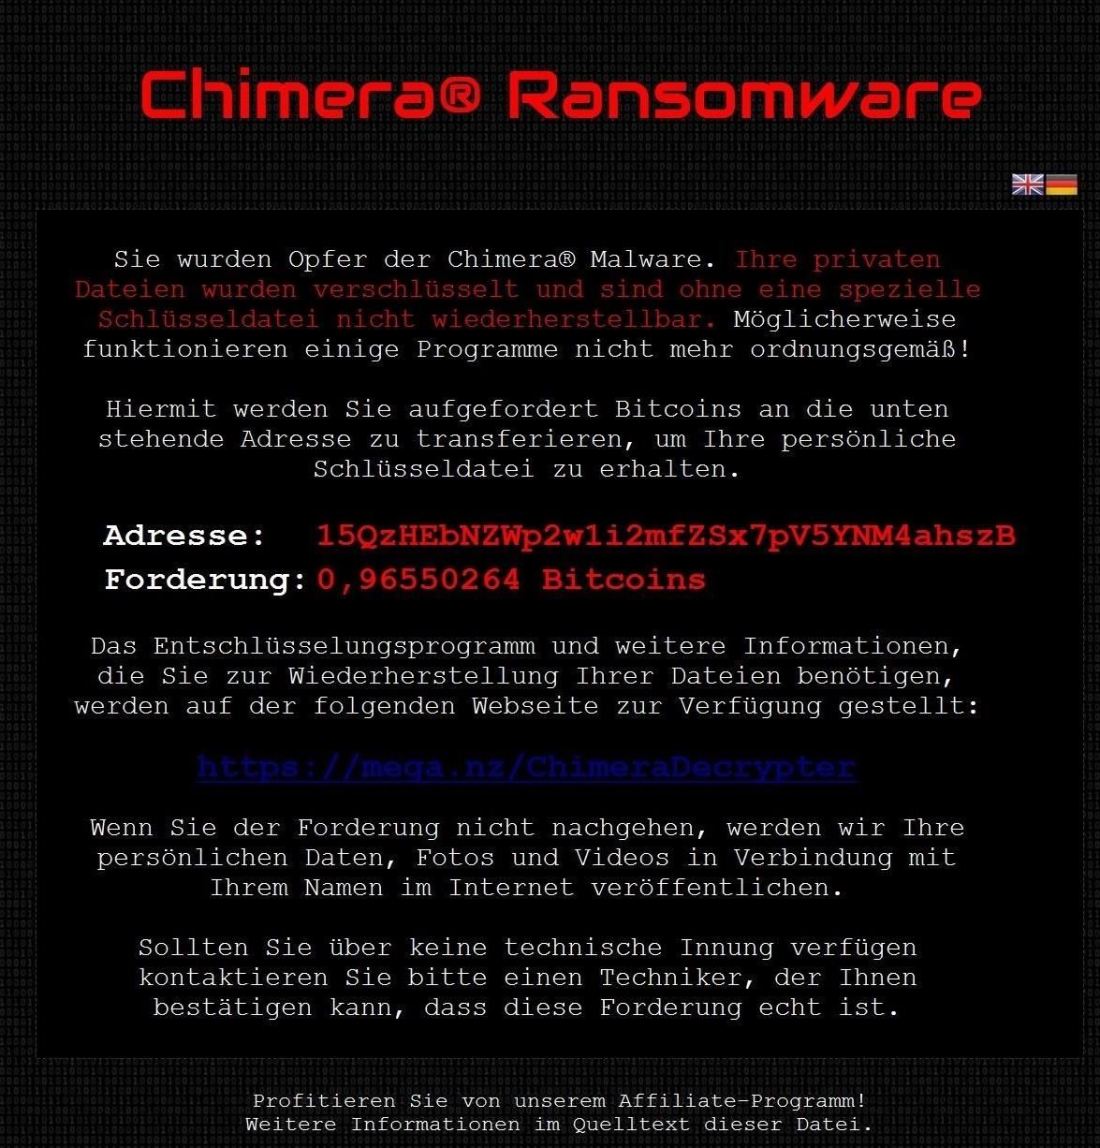 Chimera® Ransomware
Sie wurden Opfer der Chimera® Malware. Ihre privaten
Dateien wurden verschlüsselt und sind ohne eine spezielle
Schlüsseldatei nicht wiederherstellbar. Möglicherweise
funktionieren einige Programme nicht mehr ordnungsgemäß!
Hiermit werden Sie aufgefordert Bitcoins an die unten
stehende Adresse zu transferieren, um Ihre persönliche
Schlüsseldatei zu erhalten.
Adresse: 15QzHEbNZWp2w1i2mfZSx7pV5YNM4ahszB
Forderung: 0,96550264 Bitcoins
Das Entschlüsselungsprogramm und weitere Informationen,
die Sie zur Wiederherstellung Ihrer Dateien benötigen,
werden auf der folgenden Webseite zur Verfügung gestellt:
https://mega.nz/ChimeraDecrypter
Wenn Sie der Forderung nicht nachgehen, werden wir Ihre
persönlichen Daten, Fotos und Videos in Verbindung mit
Ihrem Namen im Internet veröffentlichen.
Sollten Sie über keine technische Innung verfügen
kontaktieren Sie bitte einen Techniker, der Ihnen
bestätigen kann, dass diese Forderung echt ist.
Profitieren Sie von unserem Affiliate-Programm!
Weitere Informationen im Quelltext dieser Datei.